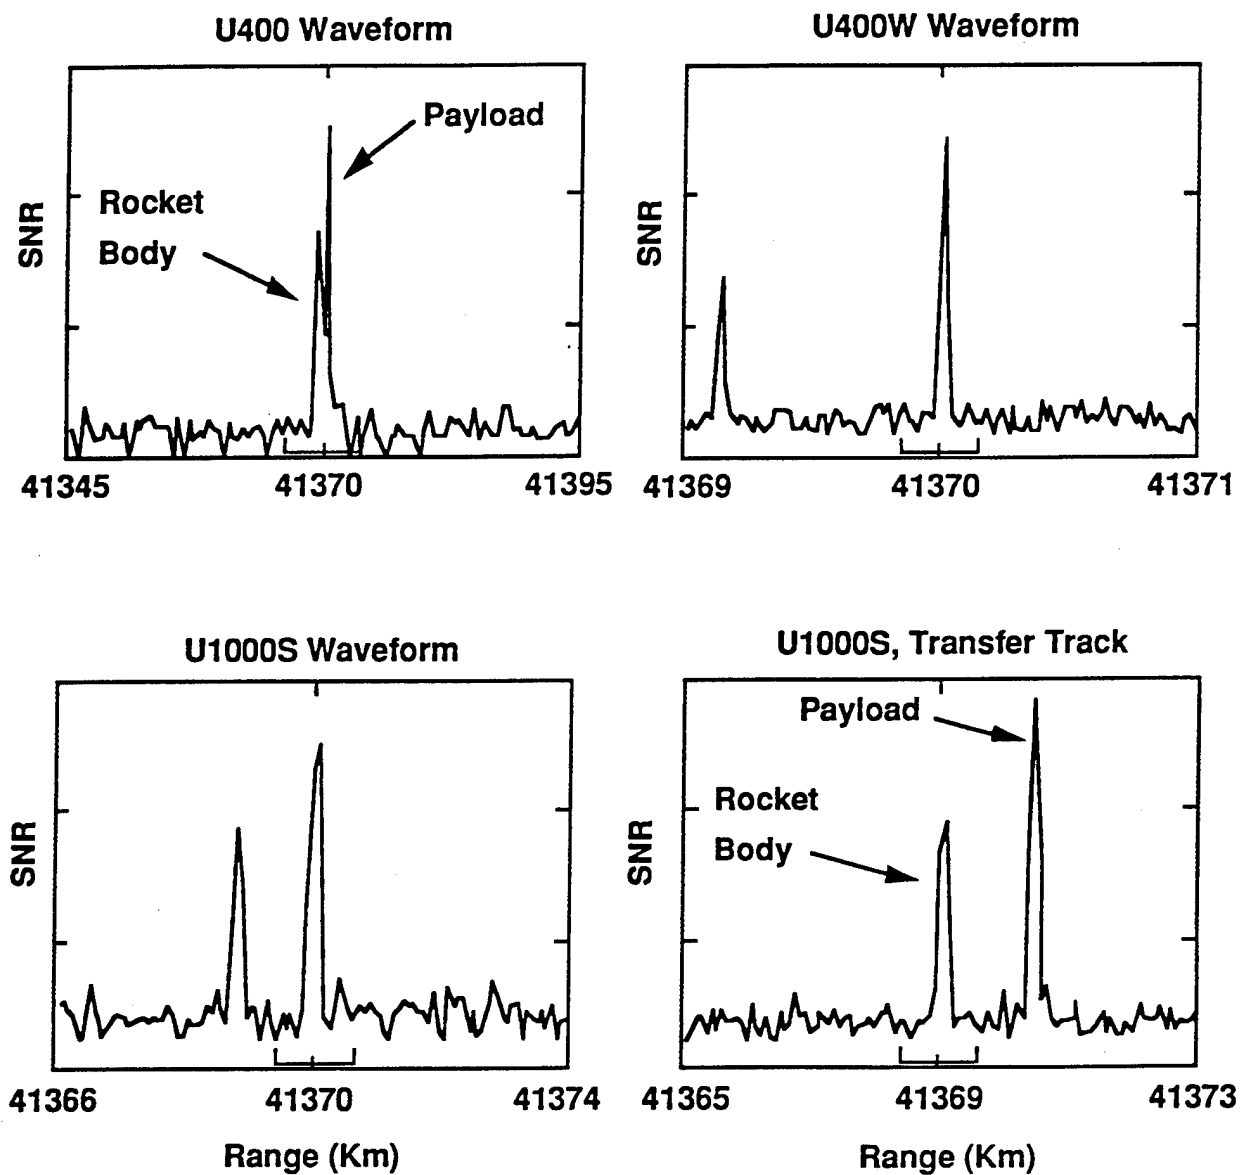 U400 Waveform
Payload
Rocket
Body
SNR
41345 41370 41395
U400W Waveform
SNR
41369 41370 41371
U1000S Waveform
SNR
41366 41370 41374
Range (Km)
U1000S, Transfer Track
Payload
Rocket
Body
SNR
41365 41369 41373
Range (Km)